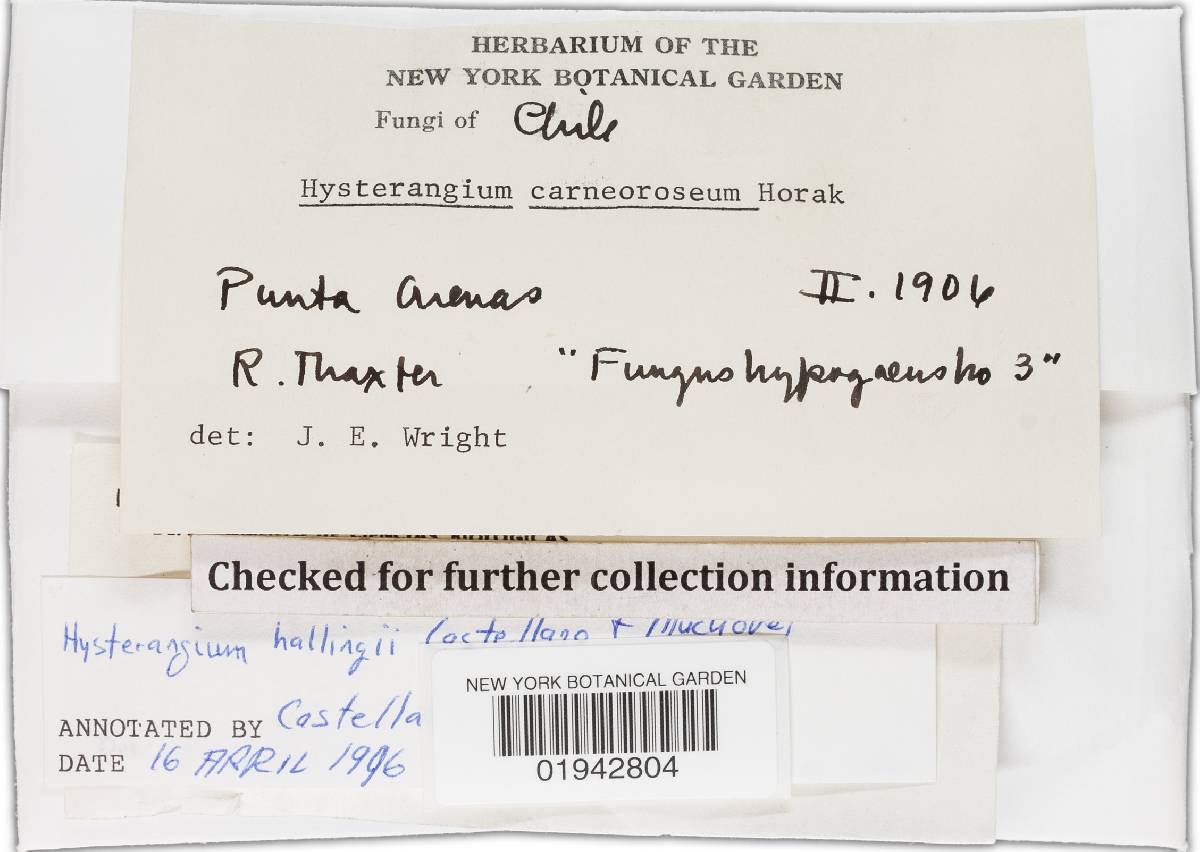 HERBARIUM OF THE
NEW YORK BOTANICAL GARDEN
Fungi of Chile
Hysterangium carneoroseum Horak
Punta Arenas II. 1906
R. Thaxter "Fungus hypogaeus No 3"
det: J. E. Wright
Checked for further collection information
Hysterangium hallingii Castellano +
ANNOTATED BY Castella
DATE 16 APRIL 1996
NEW YORK BOTANICAL GARDEN
01942804